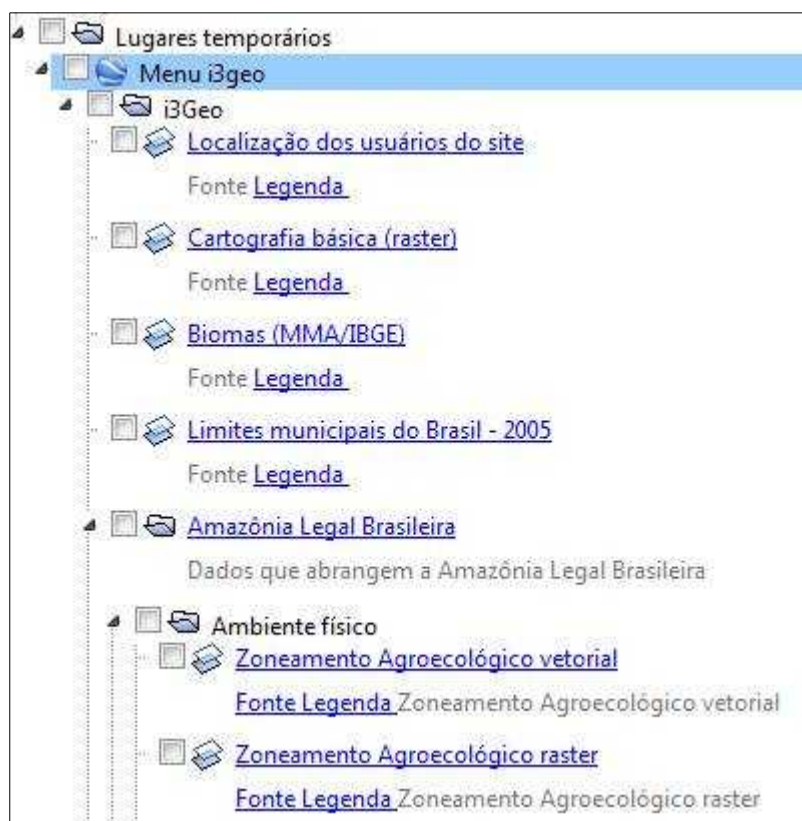 Lugares temporários
Menu i3geo
i3Geo
Localização dos usuários do site
Fonte Legenda
Cartografia básica (raster)
Fonte Legenda
Biomas (MMA/IBGE)
Fonte Legenda
Limites municipais do Brasil - 2005
Fonte Legenda
Amazônia Legal Brasileira
Dados que abrangem a Amazônia Legal Brasileira
Ambiente físico
Zoneamento Agroecológico vetorial
Fonte Legenda Zoneamento Agroecológico vetorial
Zoneamento Agroecológico raster
Fonte Legenda Zoneamento Agroecológico raster